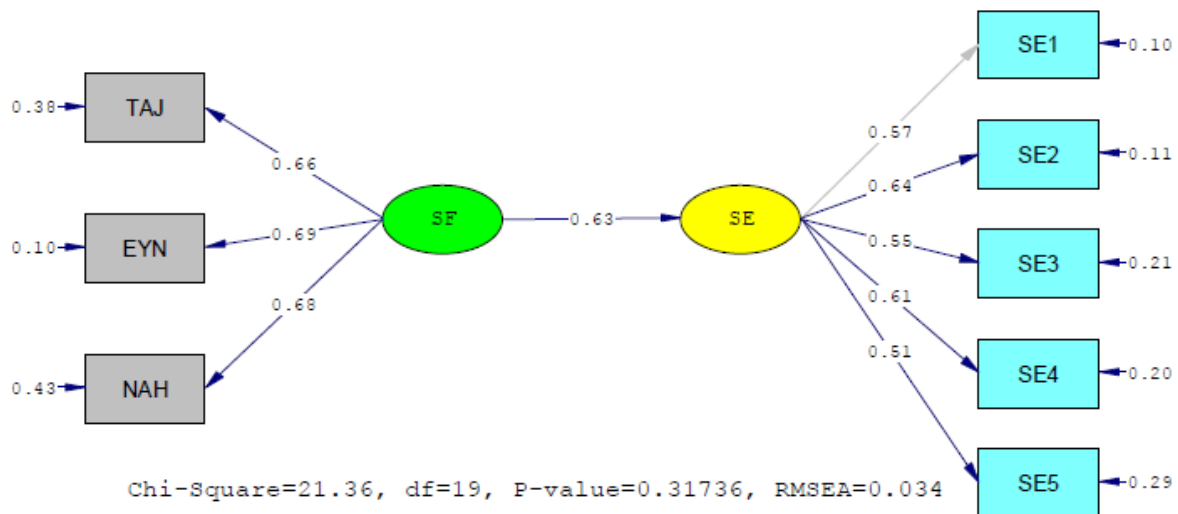 SE1
0.10
0.38
TAJ
0.57
0.66
0.64
SE2
0.11
SF
0.63
SE
0.10
EYN
0.69
0.55
SE3
0.21
0.68
0.61
0.51
0.43
NAH
SE4
0.20
Chi-Square=21.36, df=19, P-value=0.31736, RMSEA=0.034
SE5
0.29